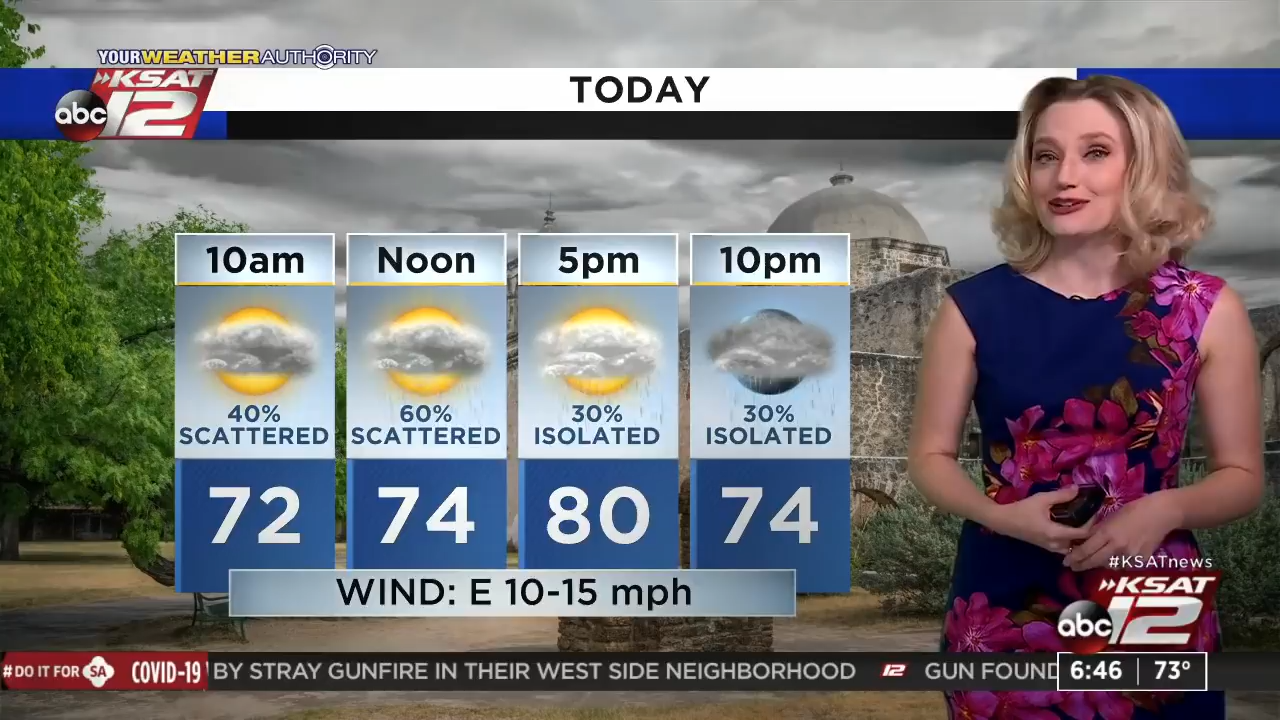 YOURWEATHERAUTHORITY
KSAT
abc 12
TODAY
10am
Noon
5pm
10pm
40%
SCATTERED
60%
SCATTERED
30%
ISOLATED
30%
ISOLATED
72
74
80
74
WIND: E 10-15 mph
#KSATnews
KSAT
abc 12
#DO IT FOR SA
COVID-19
BY STRAY GUNFIRE IN THEIR WEST SIDE NEIGHBORHOOD 12 GUN FOUND
6:46 73°